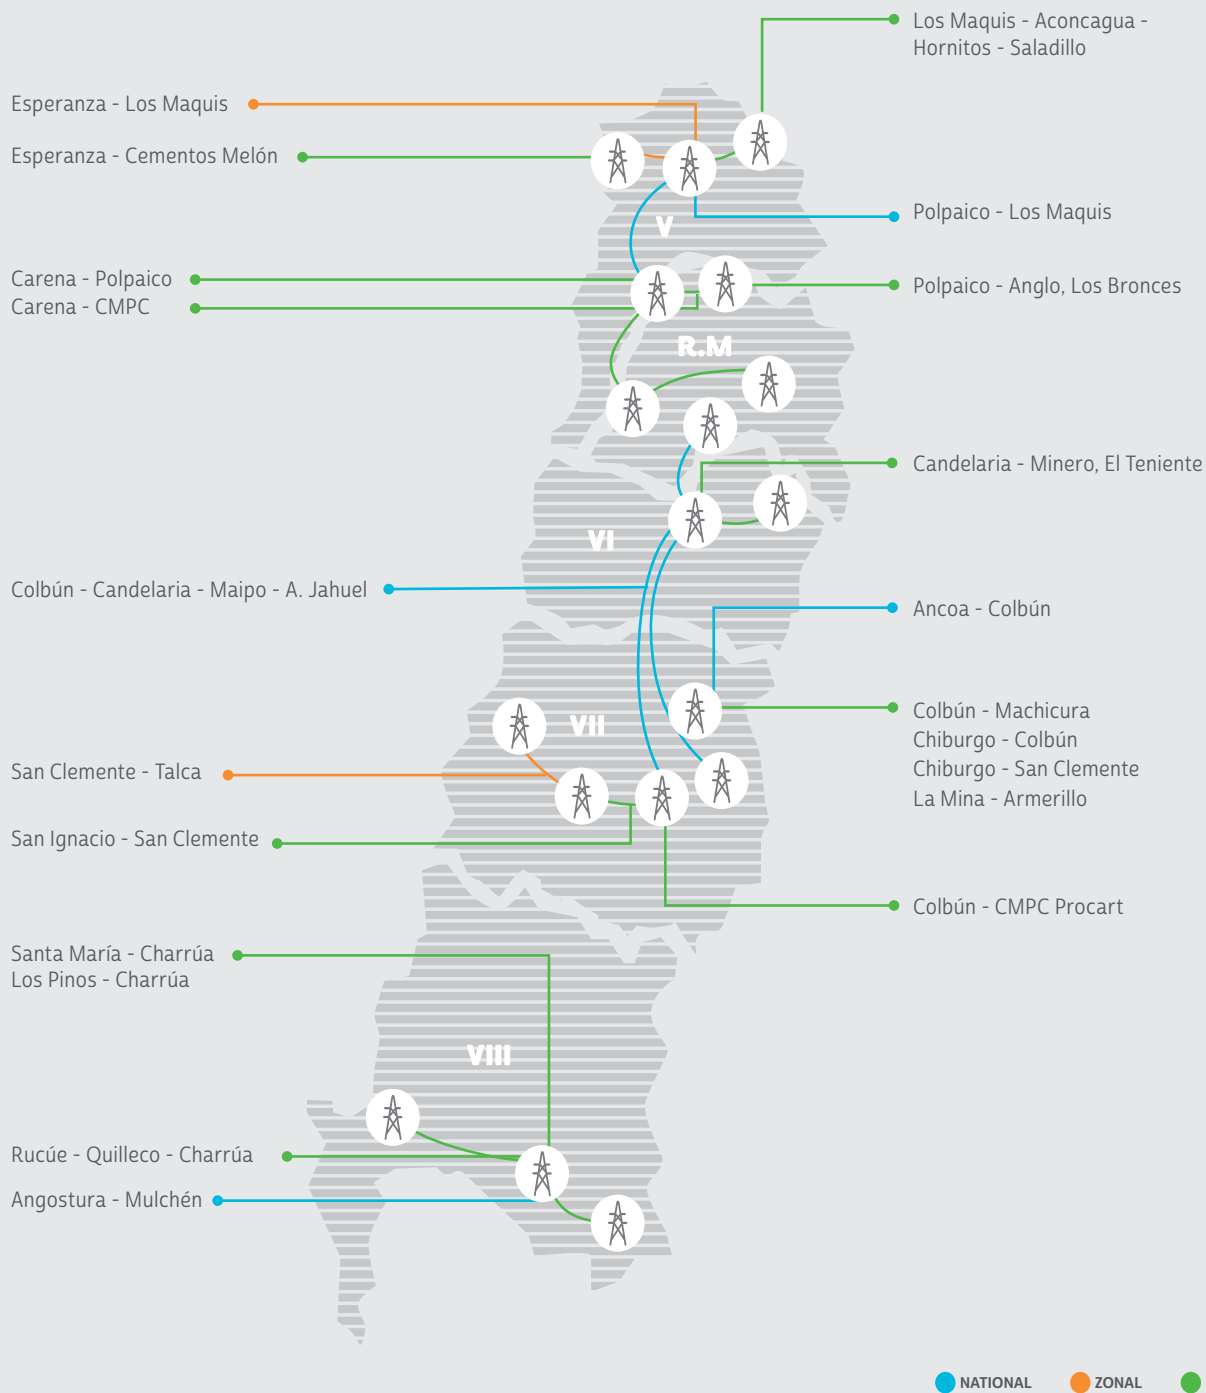 Los Maquis - Aconcagua -
Hornitos - Saladillo
Esperanza - Los Maquis
Esperanza - Cementos Melón
Polpaico - Los Maquis
V
Carena - Polpaico
Carena - CMPC
Polpaico - Anglo, Los Bronces
R.M
Candelaria - Minero, El Teniente
VI
Colbún - Candelaria - Maipo - A. Jahuel
Ancoa - Colbún
Colbún - Machicura
Chiburgo - Colbún
Chiburgo - San Clemente
La Mina - Armerillo
VII
San Clemente - Talca
San Ignacio - San Clemente
Colbún - CMPC Procart
Santa María - Charrúa
Los Pinos - Charrúa
VIII
Rucúe - Quilleco - Charrúa
Angostura - Mulchén
NATIONAL ZONAL